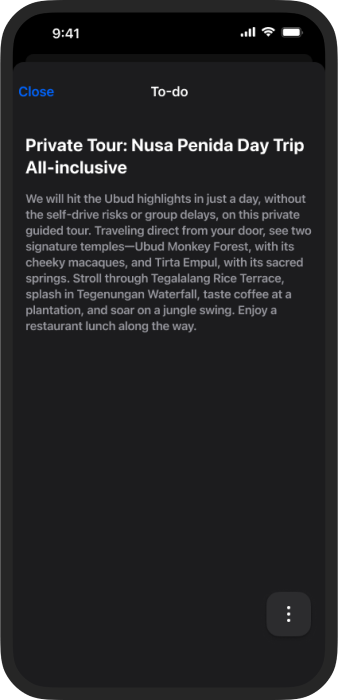 9:41
Close
To-do
Private Tour: Nusa Penida Day Trip
All-inclusive
We will hit the Ubud highlights in just a day, without
the self-drive risks or group delays, on this private
guided tour. Traveling direct from your door, see two
signature temples—Ubud Monkey Forest, with its
cheeky macaques, and Tirta Empul, with its sacred
springs. Stroll through Tegalalang Rice Terrace,
splash in Tegenungan Waterfall, taste coffee at a
plantation, and soar on a jungle swing. Enjoy a
restaurant lunch along the way.